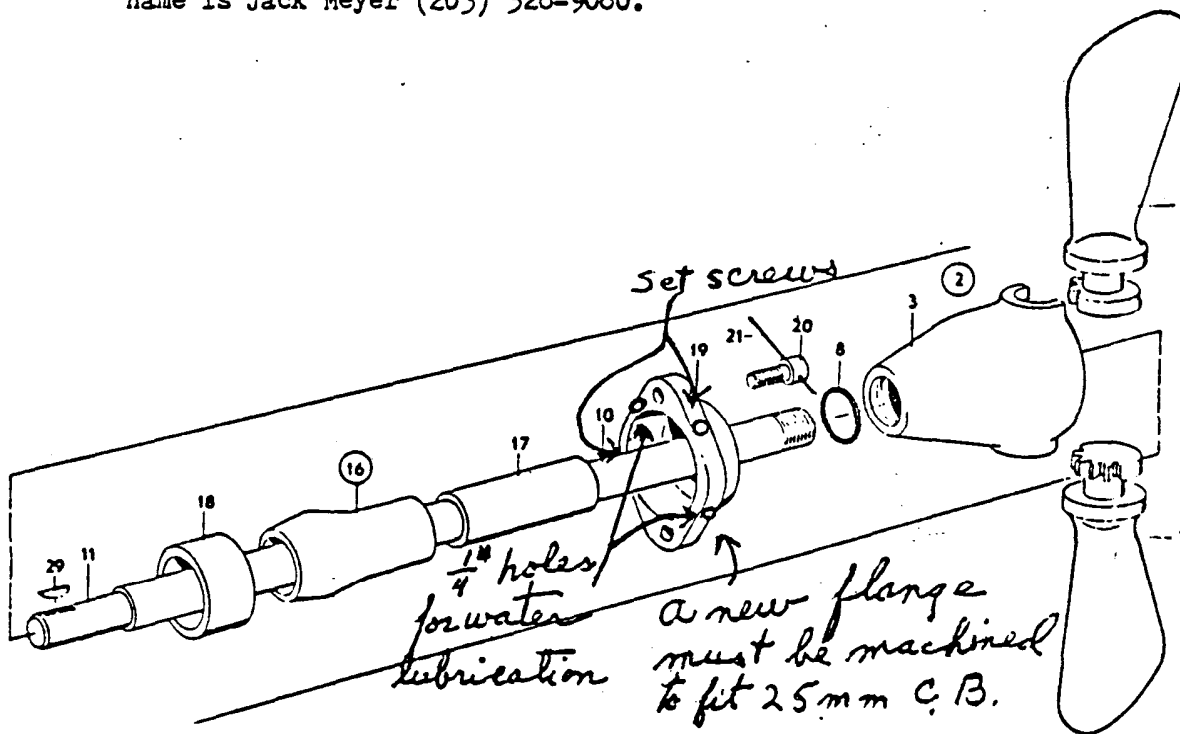 name is Jack Meyer (203) 328-9060.
set screws
2
3
21-
20
8
19
10
17
16
18
11
29
1/4" holes
for water
lubrication
a new flange
must be machined
to fit 25mm C.B.